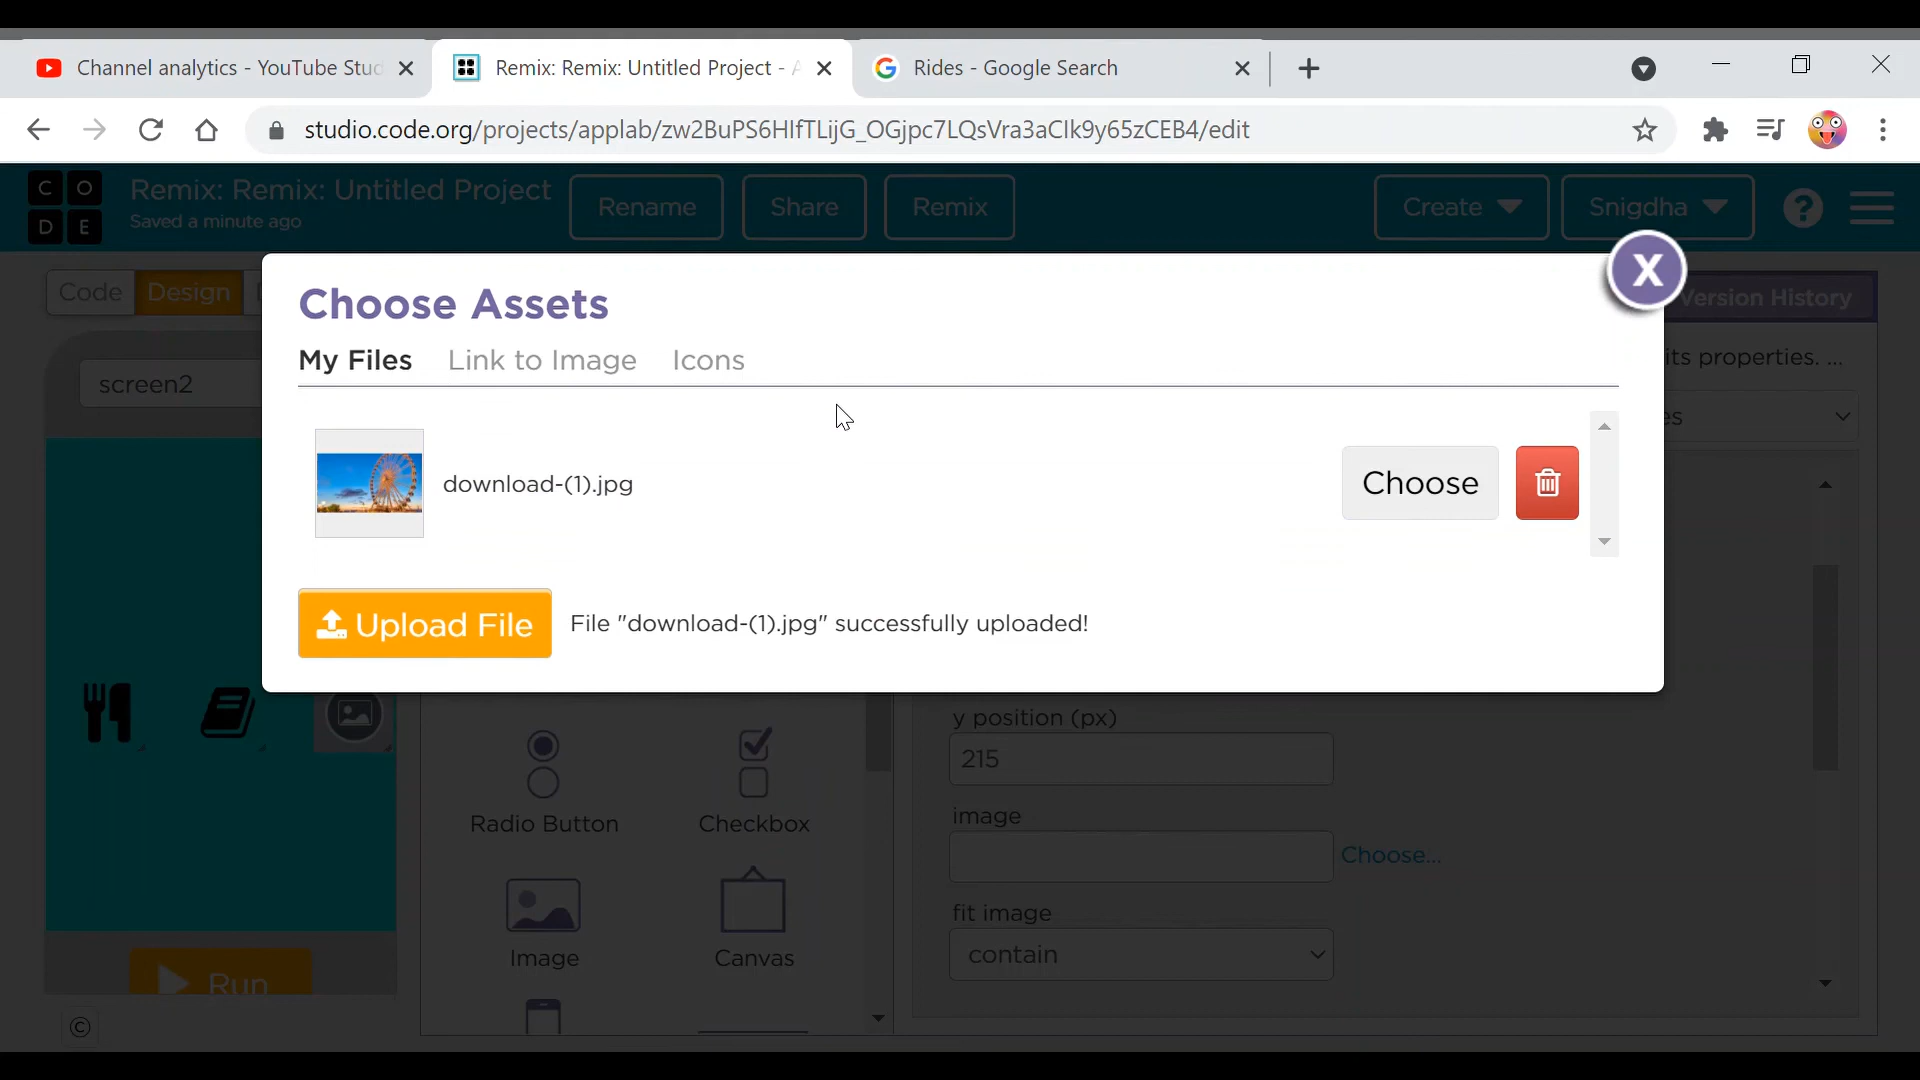 Channel analytics - YouTube Stud
Remix: Remix: Untitled Project - A
Rides - Google Search
studio.code.org/projects/applab/zw2BuPS6HIfTLijG_OGjpc7LQsVra3aCIk9y65zCEB4/edit
C O
D E
Remix: Remix: Untitled Project
Saved a minute ago
Rename
Share
Remix
Create
Snigdha
?
Code
Design
Version History
X
Choose Assets
My Files
Link to Image
Icons
its properties. ...
screen2
es
download-(1).jpg
Choose
Upload File
File "download-(1).jpg" successfully uploaded!
y position (px)
215
Radio Button
Checkbox
image
Choose...
fit image
contain
Image
Canvas
Run
©